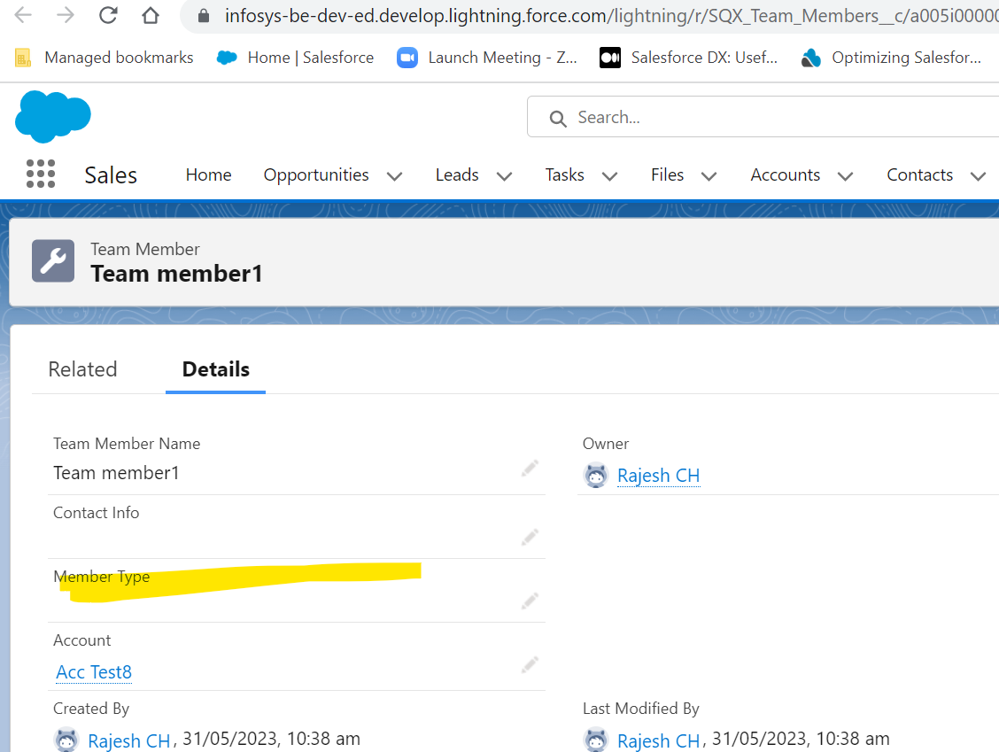 infosys-be-dev-ed.develop.lightning.force.com/lightning/r/SQX_Team_Members__c/a005i00000
Managed bookmarks Home | Salesforce Launch Meeting - Z... Salesforce DX: Usef... Optimizing Salesfor...
Search...
Sales Home Opportunities Leads Tasks Files Accounts Contacts
Team Member
Team member1
Related Details
Team Member Name Owner
Team member1 Rajesh CH
Contact Info
Member Type
Account
Acc Test8
Created By Last Modified By
Rajesh CH, 31/05/2023, 10:38 am Rajesh CH, 31/05/2023, 10:38 am